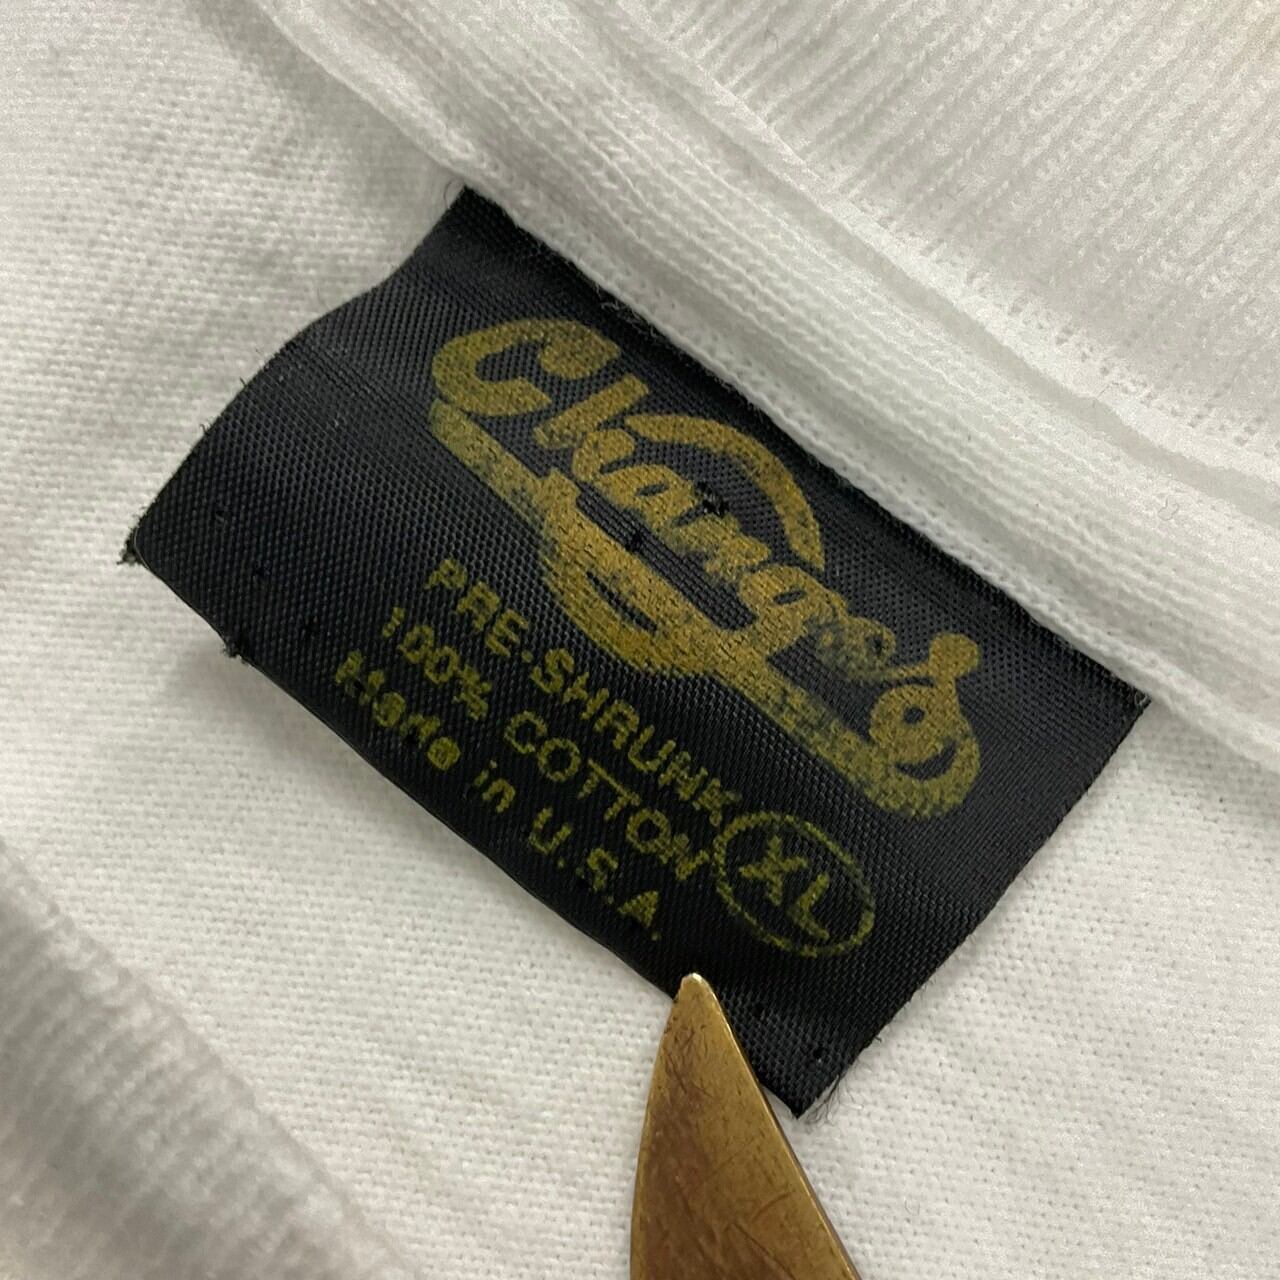 Changes
PRE-SHRUNK
100% COTTON
Made in U.S.A.
XL